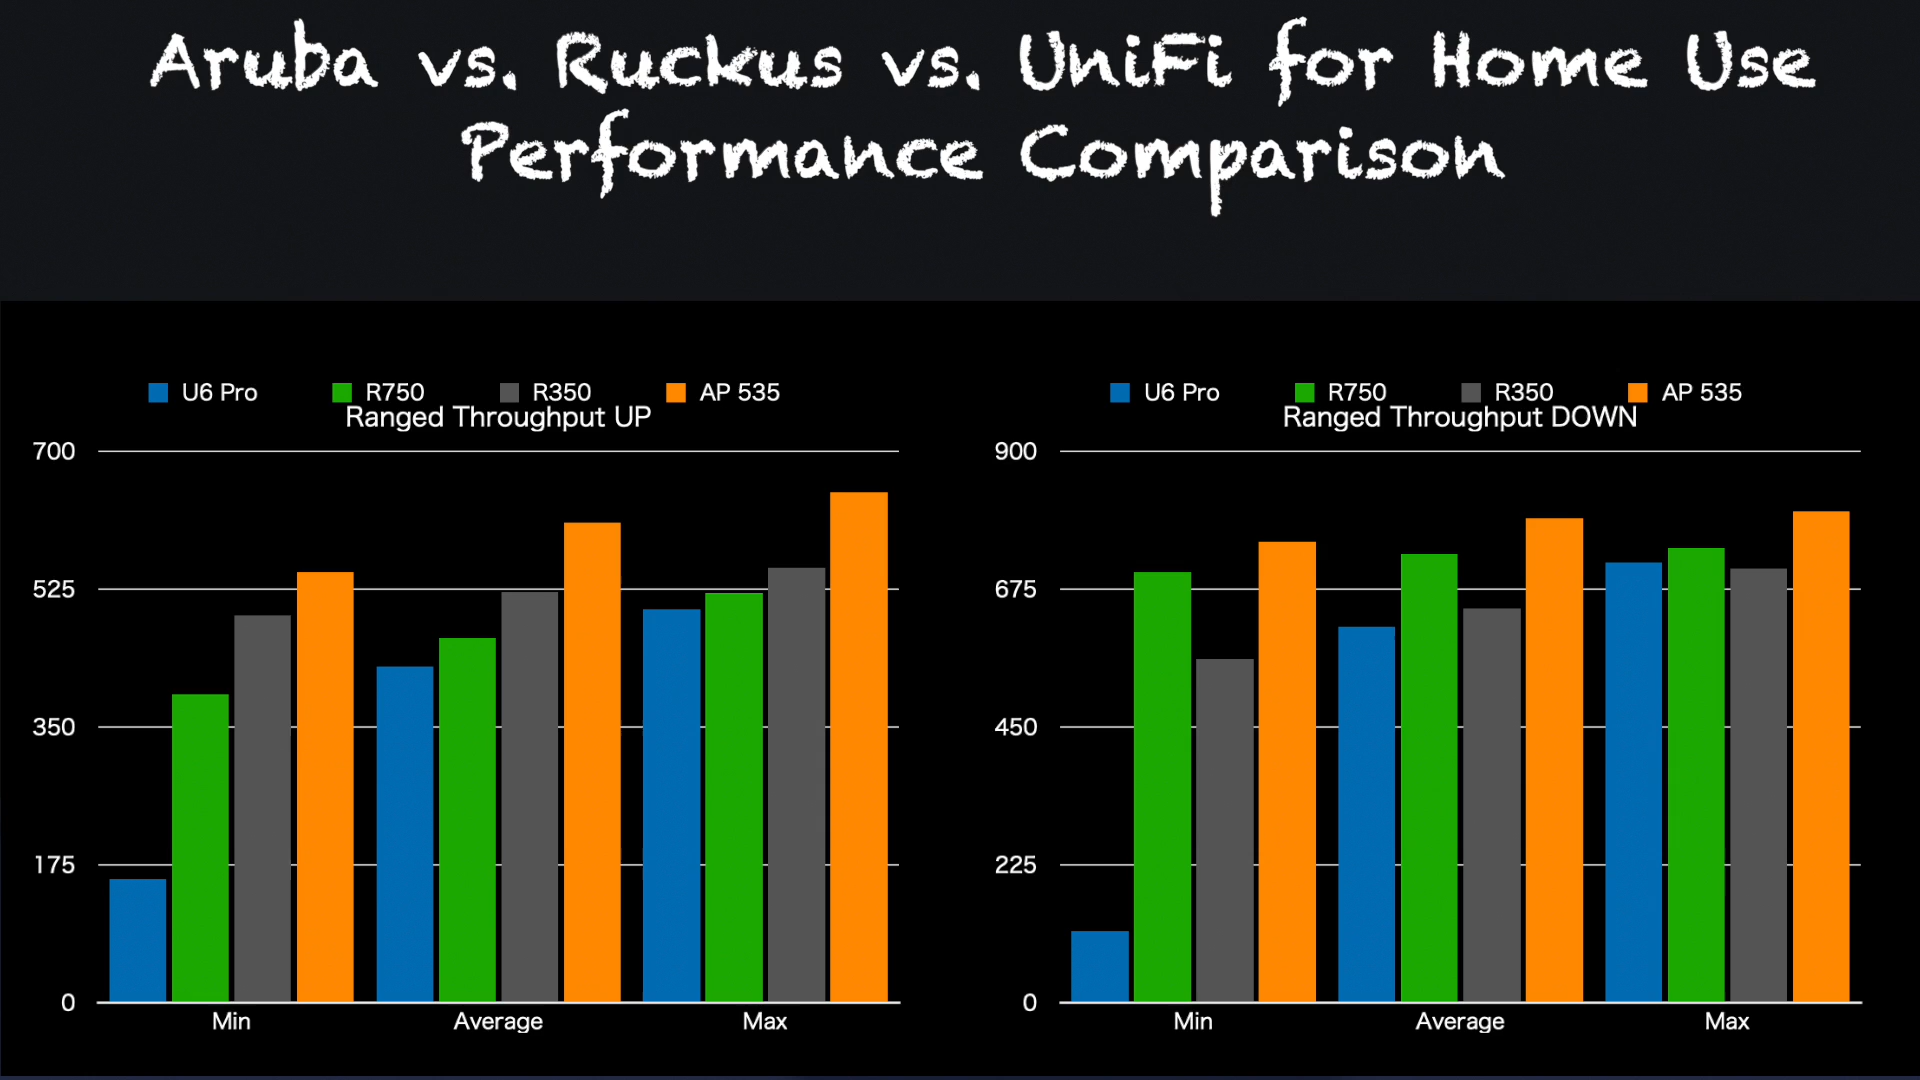 Aruba vs. Ruckus vs. UniFi for Home Use
Performance Comparison
U6 Pro R750 R350 AP 535
Ranged Throughput UP
700
525
350
175
0
Min Average Max
U6 Pro R750 R350 AP 535
Ranged Throughput DOWN
900
675
450
225
0
Min Average Max